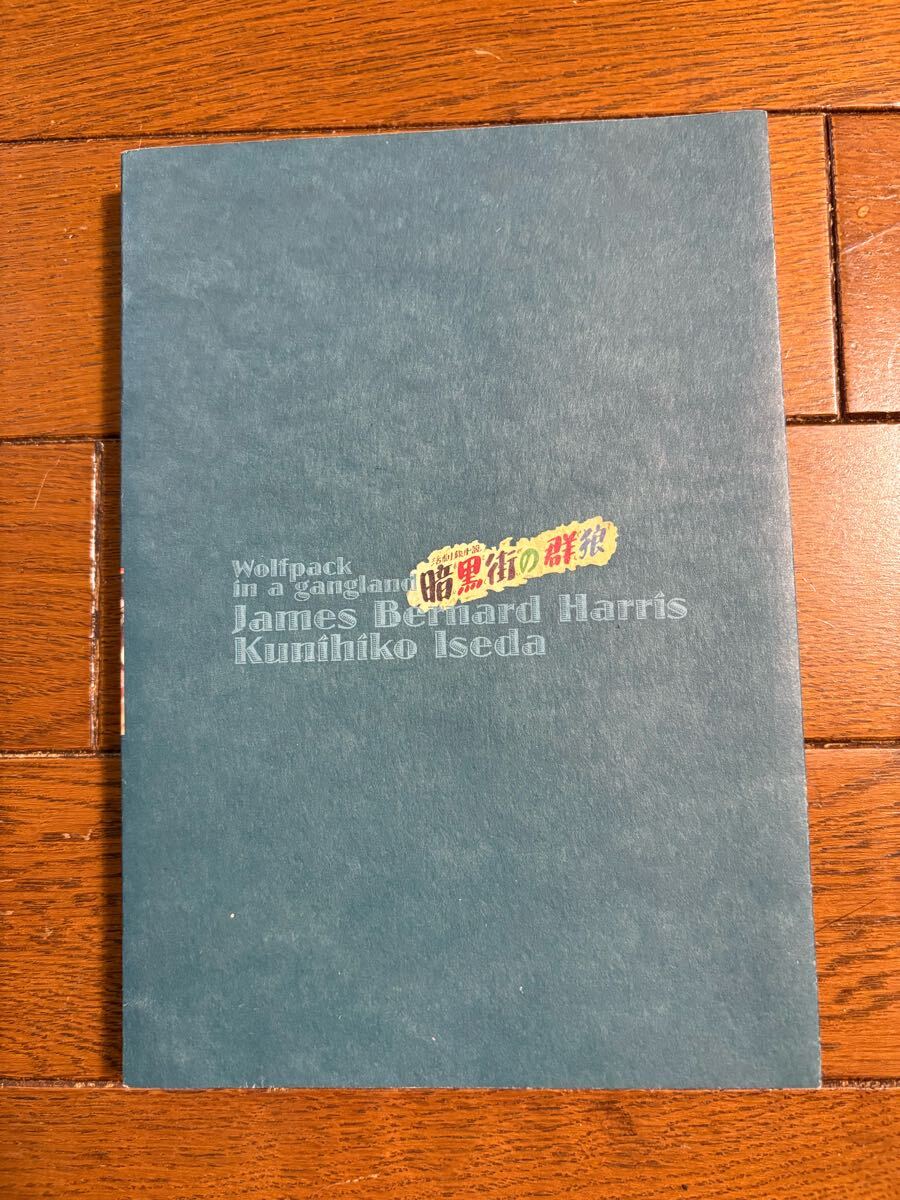 Wolfpack
in a gangland
暗黒街の群狼
James Bernard Harris
Kunihiko Iseda